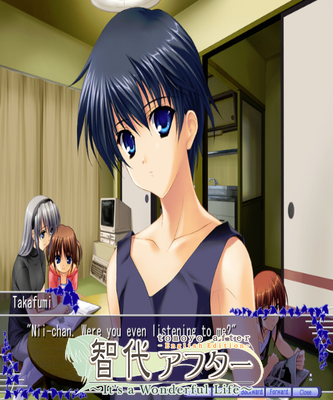 Takafumi
"Nii-chan. Were you even listening to me?"
tomoyo after
English Edition
智代アフター
～It's a Wonderful Life～
Forward
Close